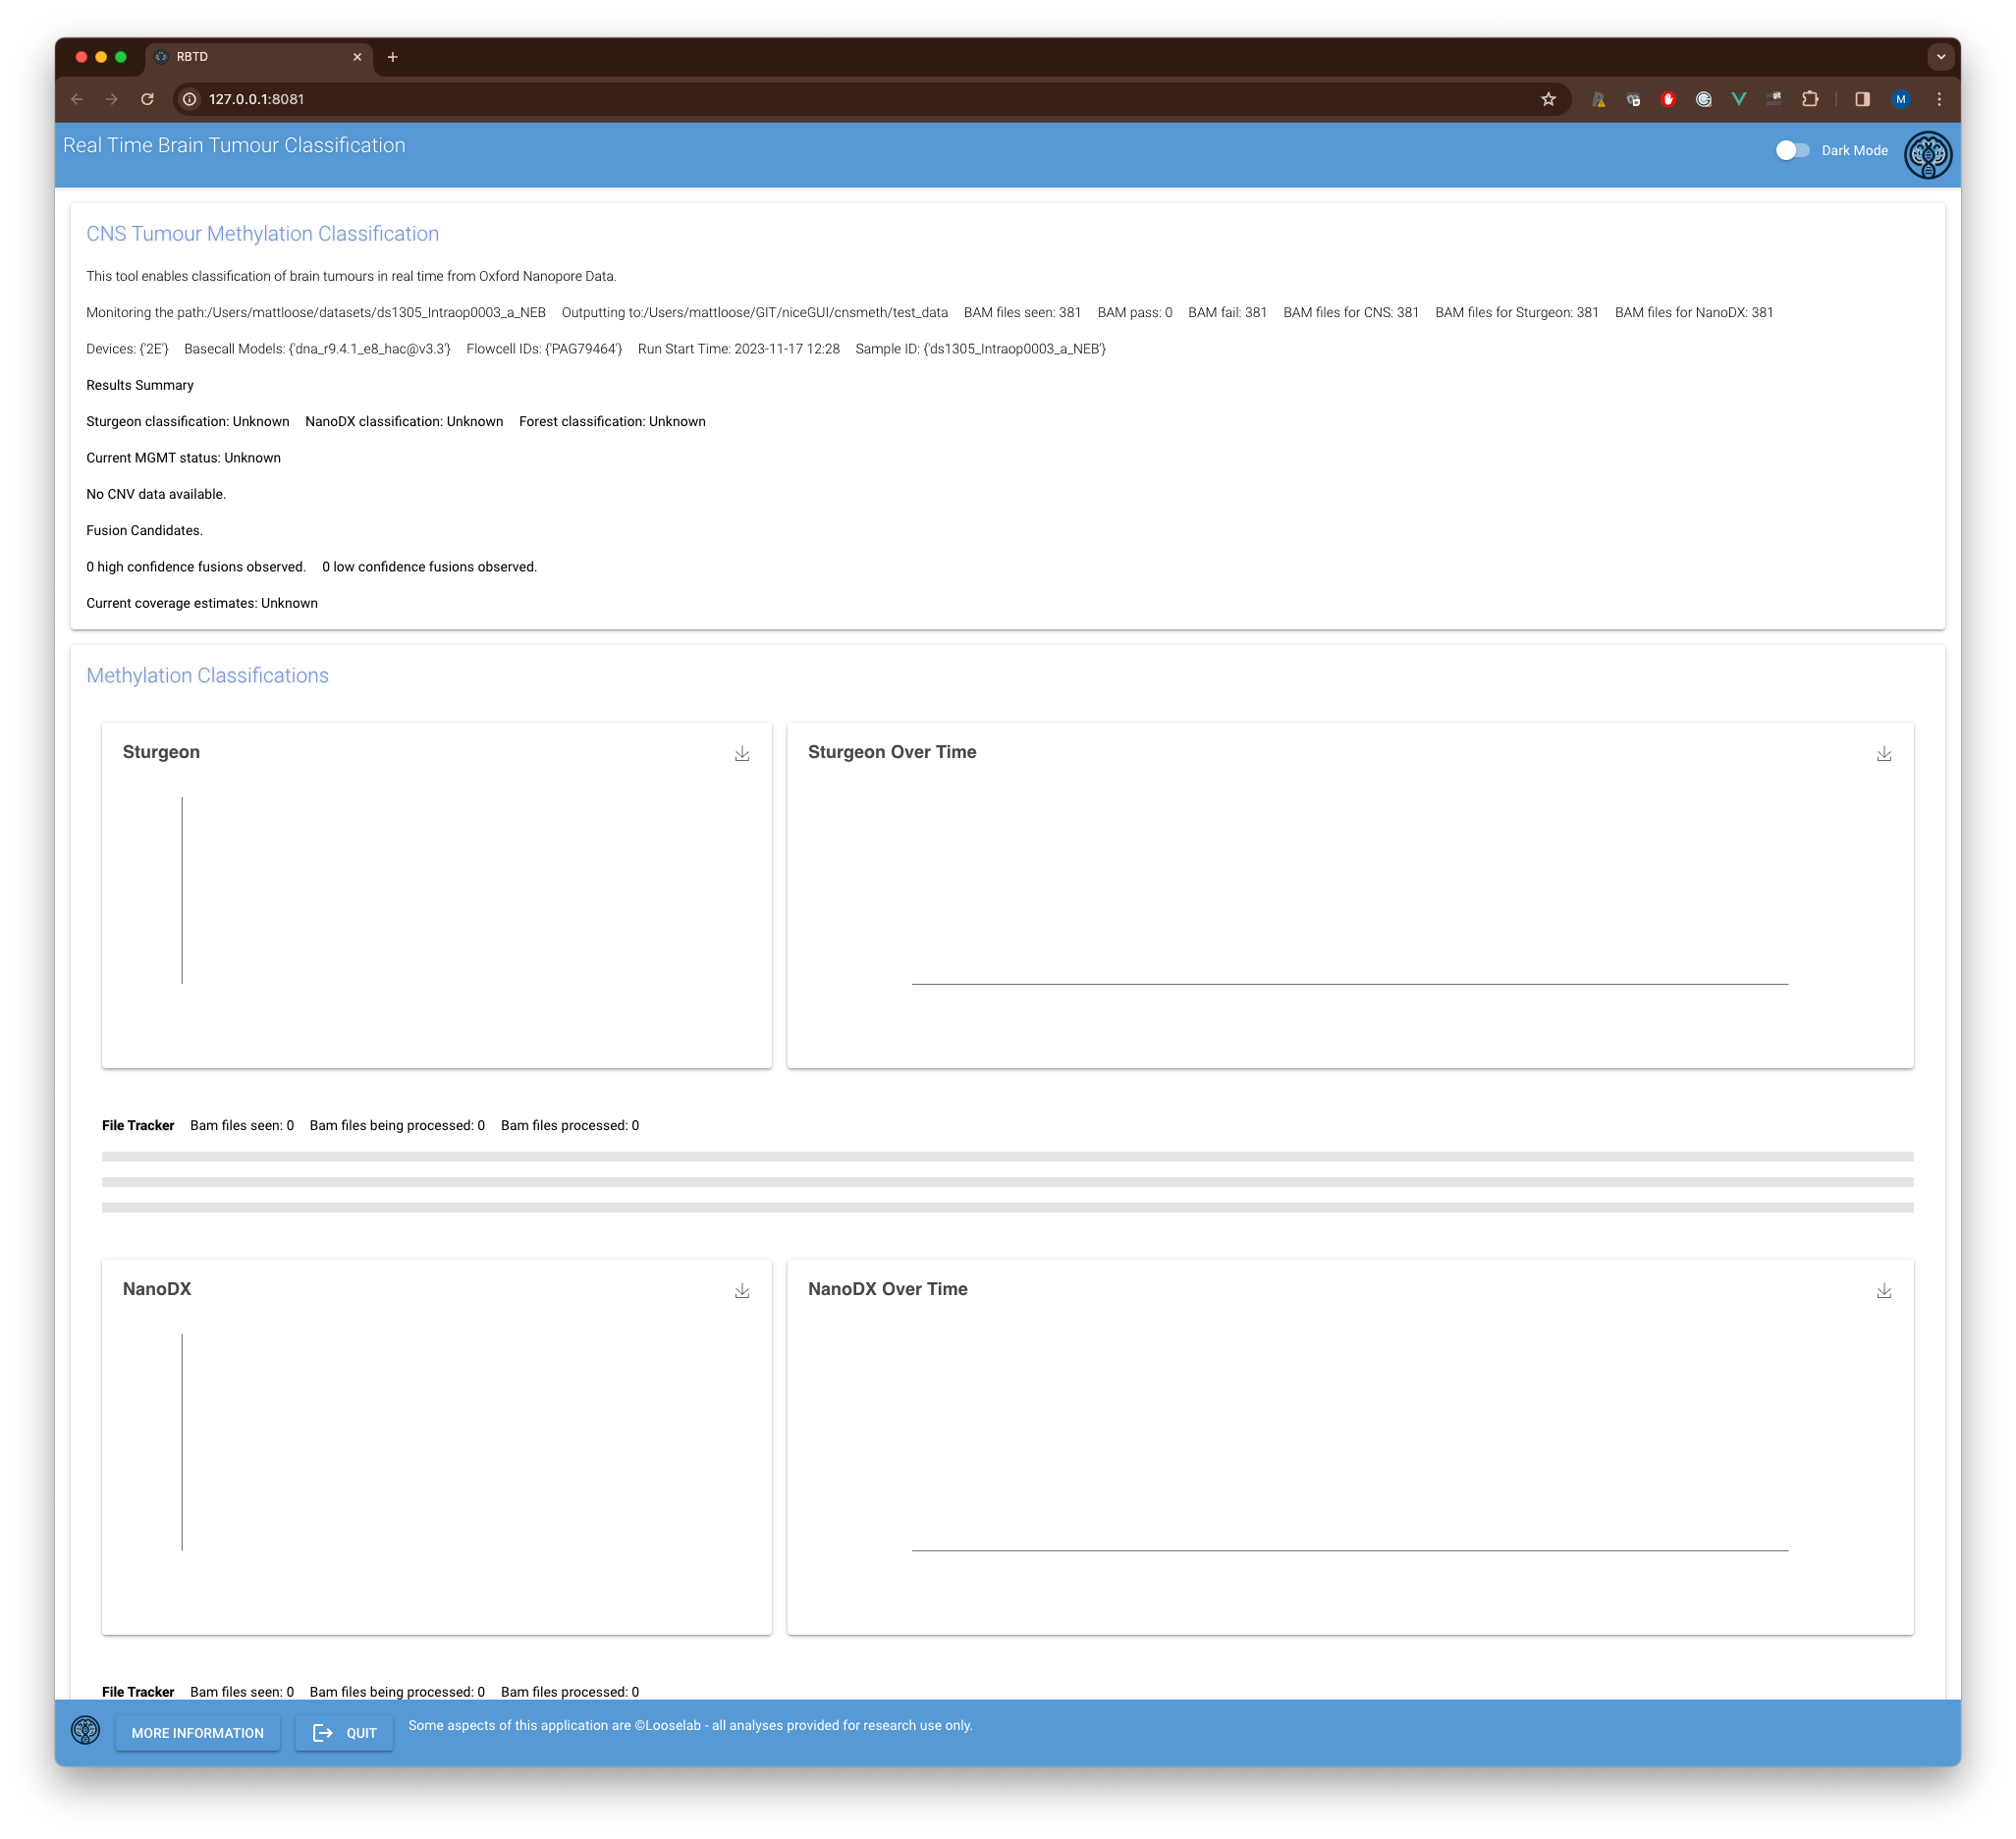 RBTD
127.0.0.1:8081
M
Real Time Brain Tumour Classification
Dark Mode
CNS Tumour Methylation Classification
This tool enables classification of brain tumours in real time from Oxford Nanopore Data.
Monitoring the path:/Users/mattloose/datasets/ds1305_Intraop0003_a_NEB Outputting to:/Users/mattloose/GIT/niceGUI/cnsmeth/test_data BAM files seen: 381 BAM pass: 0 BAM fail: 381 BAM files for CNS: 381 BAM files for Sturgeon: 381 BAM files for NanoDX: 381
Devices: {'2E'} Basecall Models: {'dna_r9.4.1_e8_hac@v3.3'} Flowcell IDs: {'PAG79464'} Run Start Time: 2023-11-17 12:28 Sample ID: {'ds1305_Intraop0003_a_NEB'}
Results Summary
Sturgeon classification: Unknown NanoDX classification: Unknown Forest classification: Unknown
Current MGMT status: Unknown
No CNV data available.
Fusion Candidates.
0 high confidence fusions observed. 0 low confidence fusions observed.
Current coverage estimates: Unknown
Methylation Classifications
Sturgeon
Sturgeon Over Time
File Tracker Bam files seen: 0 Bam files being processed: 0 Bam files processed: 0
NanoDX
NanoDX Over Time
File Tracker Bam files seen: 0 Bam files being processed: 0 Bam files processed: 0
MORE INFORMATION
QUIT
Some aspects of this application are ©Looselab - all analyses provided for research use only.